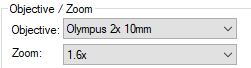 Objective / Zoom
Objective: Olympus 2x 10mm
Zoom: 1.6x